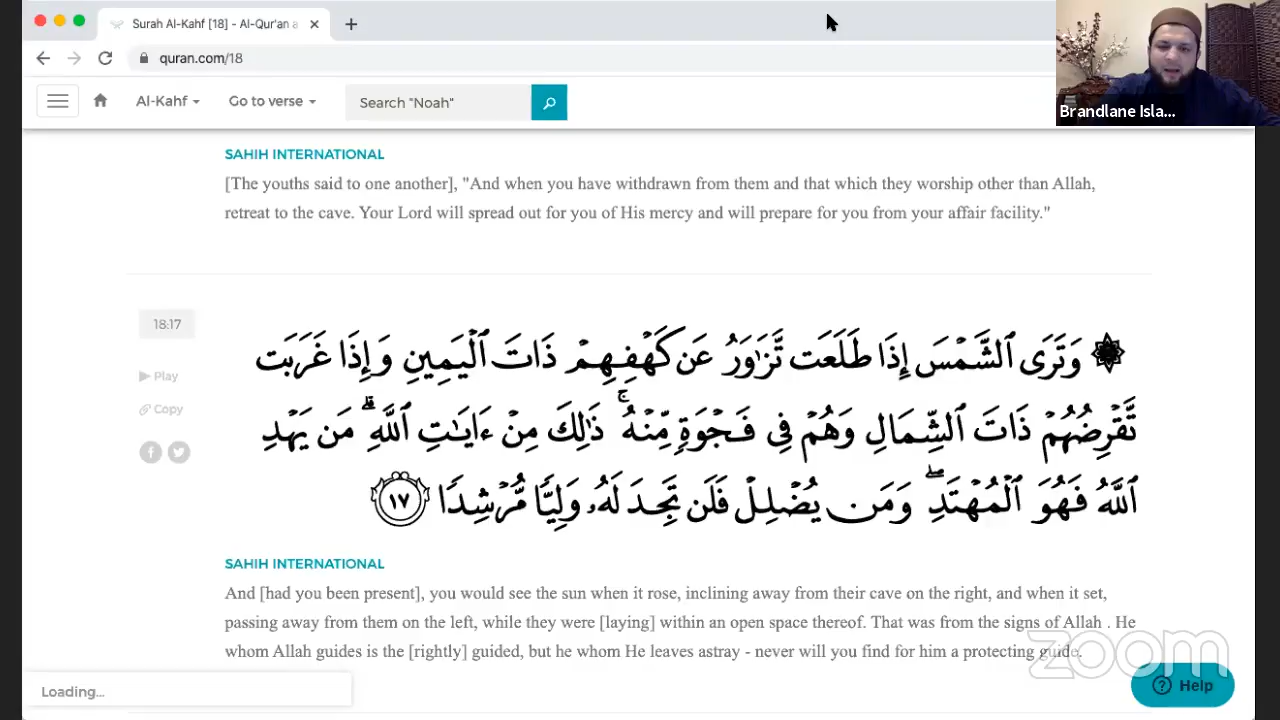 Surah Al-Kahf [18] - Al-Qur'an a
quran.com/18
Al-Kahf
Go to verse
Search "Noah"
Brandlane Isla...
SAHIH INTERNATIONAL
[The youths said to one another], "And when you have withdrawn from them and that which they worship other than Allah,
retreat to the cave. Your Lord will spread out for you of His mercy and will prepare for you from your affair facility."
18:17
Play
Copy
۞ وَتَرَى ٱلشَّمْسَ إِذَا طَلَعَت تَّزَٰوَرُ عَن كَهْفِهِمْ ذَاتَ ٱلْيَمِينِ وَإِذَا غَرَبَت
تَّقْرِضُهُمْ ذَاتَ ٱلشِّمَالِ وَهُمْ فِى فَجْوَةٍ مِّنْهُ ۚ ذَٰلِكَ مِنْ ءَايَٰتِ ٱللَّهِ ۗ مَن يَهْدِ
ٱللَّهُ فَهُوَ ٱلْمُهْتَدِ ۖ وَمَن يُضْلِلْ فَلَن تَجِدَ لَهُۥ وَلِيًّا مُّرْشِدًا ١٧
SAHIH INTERNATIONAL
And [had you been present], you would see the sun when it rose, inclining away from their cave on the right, and when it set,
passing away from them on the left, while they were [laying] within an open space thereof. That was from the signs of Allah . He
whom Allah guides is the [rightly] guided, but he whom He leaves astray - never will you find for him a protecting guide.
zoom
Loading...
Help